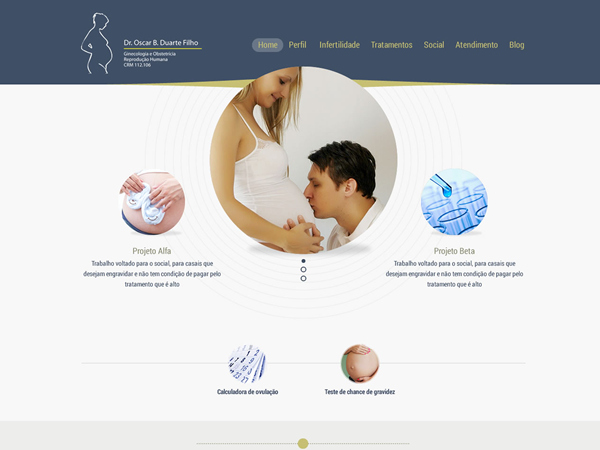 Dr. Oscar B. Duarte Filho
Ginecologia e Obstetrícia
Reprodução Humana
CRM 112.106
Home Perfil Infertilidade Tratamentos Social Atendimento Blog
Projeto Alfa
Trabalho voltado para o social, para casais que
desejam engravidar e não tem condição de pagar pelo
tratamento que é alto
Projeto Beta
Trabalho voltado para o social, para casais que
desejam engravidar e não tem condição de pagar pelo
tratamento que é alto
Calculadora de ovulação
Teste de chance de gravidez